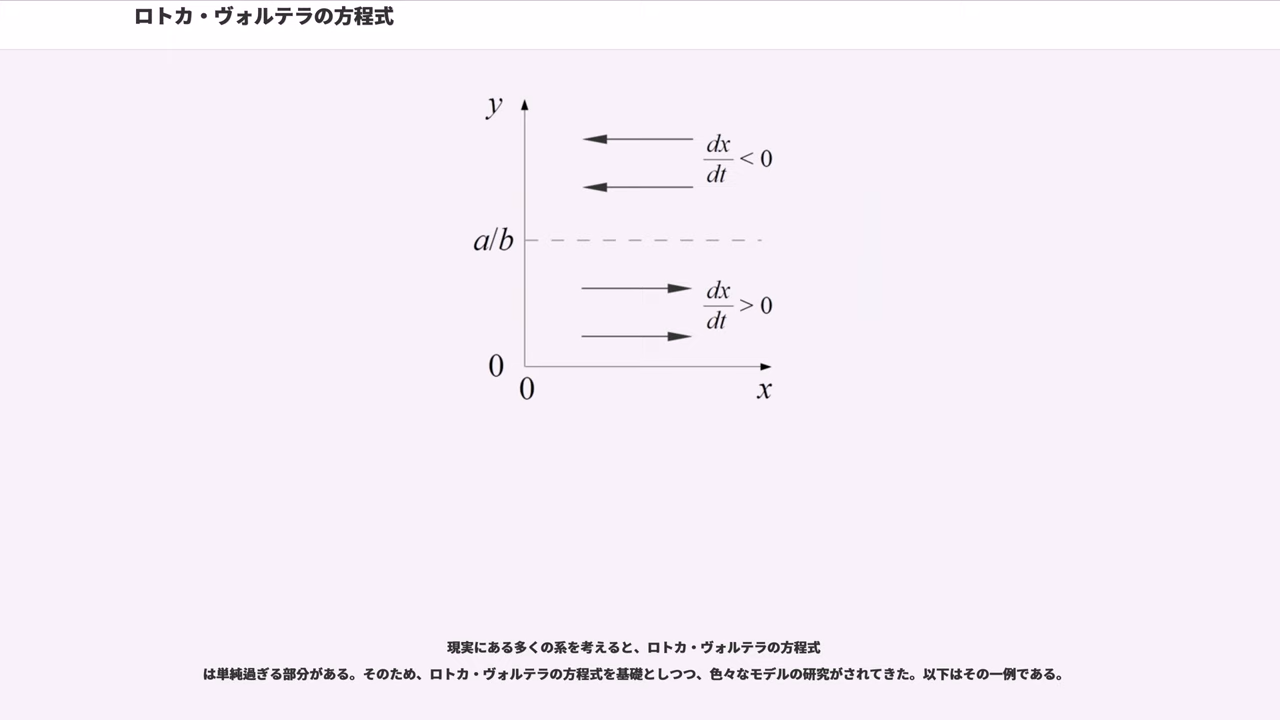 ロトカ・ヴォルテラの方程式
y
dx/dt < 0
a/b
dx/dt > 0
0
0
x
現実にある多くの系を考えると、ロトカ・ヴォルテラの方程式
は単純過ぎる部分がある。そのため、ロトカ・ヴォルテラの方程式を基礎としつつ、色々なモデルの研究がされてきた。以下はその一例である。